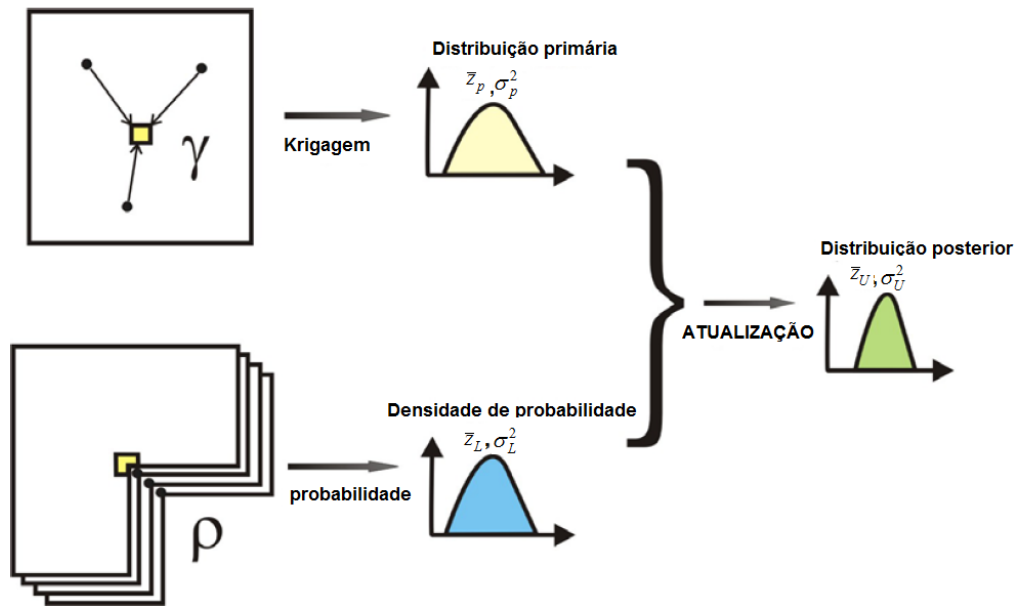 Distribuição primária
z̄p ,σ²p
γ
Krigagem
Distribuição posterior
z̄U ,σ²U
ATUALIZAÇÃO
Densidade de probabilidade
z̄L ,σ²L
probabilidade
ρ